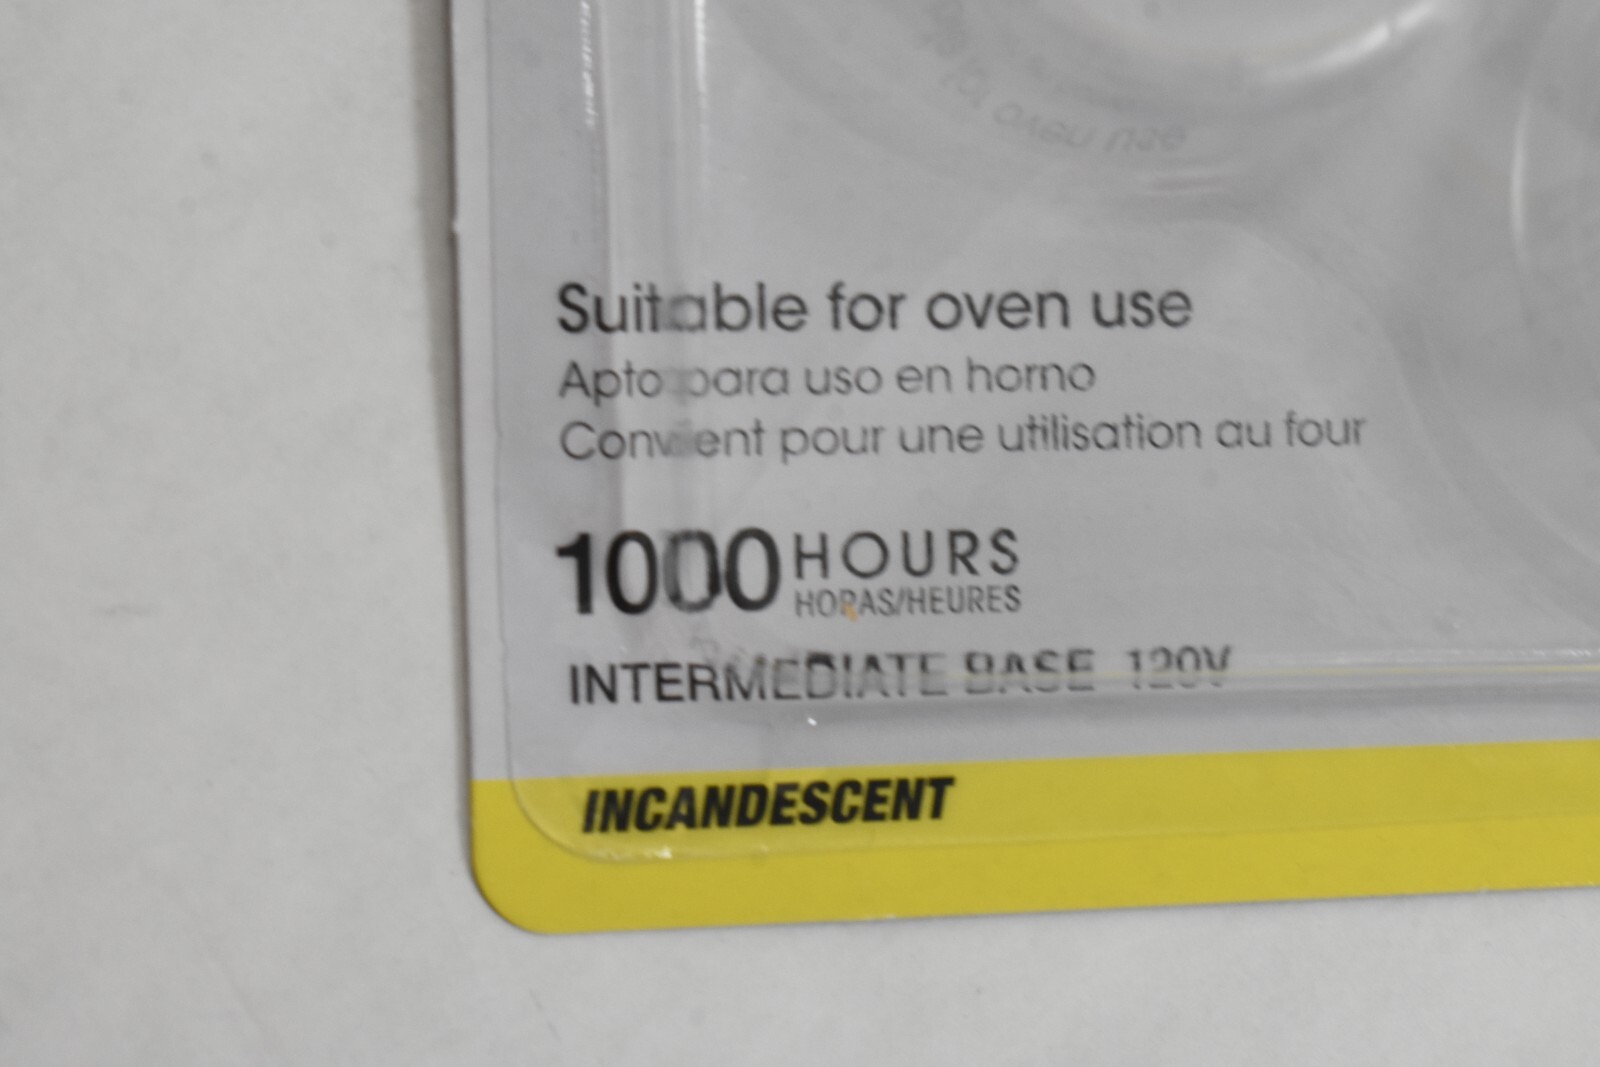 Suitable for oven use
Apto para uso en horno
Convient pour une utilisation au four
1000 HOURS
HORAS/HEURES
INTERMEDIATE BASE 120V
INCANDESCENT